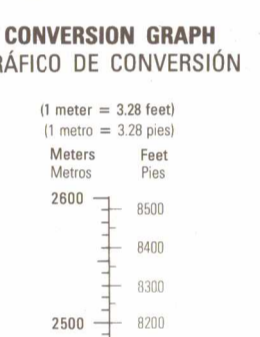 CONVERSION GRAPH
RÁFICO DE CONVERSIÓN
(1 meter = 3.28 feet)
(1 metro = 3.28 pies)
Meters Feet
Metros Pies
2600
8500
8400
8300
2500 8200